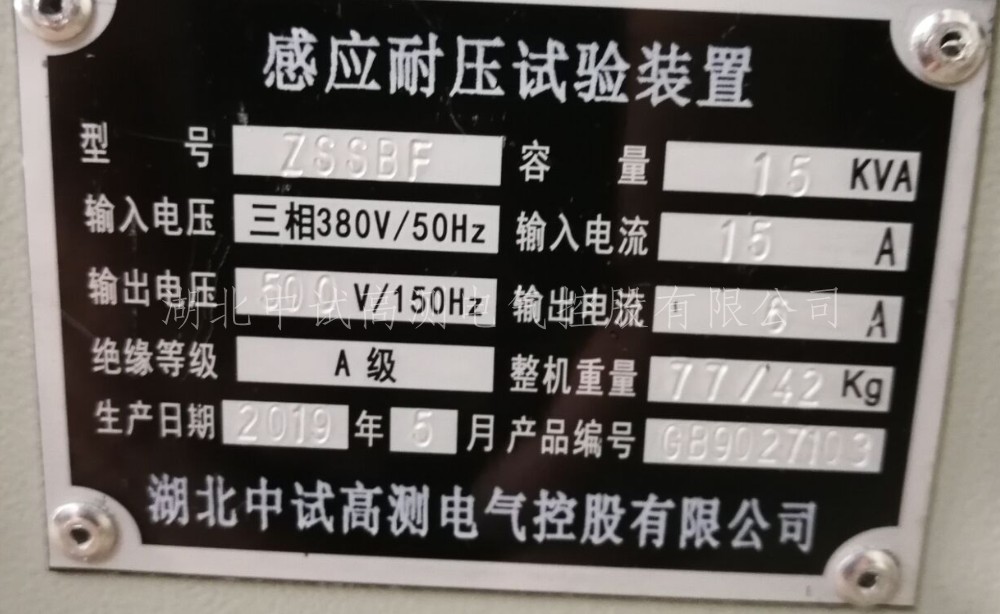 感应耐压试验装置
型 号 ZSSBF 容 量 15 KVA
输入电压 三相380V/50Hz 输入电流 15 A
输出电压 500 V/150Hz 输出电流 A
湖北中试高测电气控股有限公司
绝缘等级 A 级 整机重量 77/42 Kg
生产日期 2019 年 5 月 产品编号 GB9027103
湖北中试高测电气控股有限公司